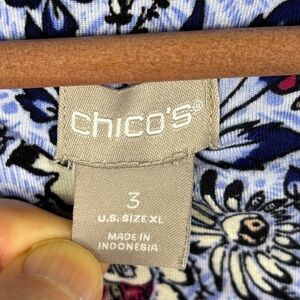 chico's®
3
U.S. SIZE XL
MADE IN
INDONESIA